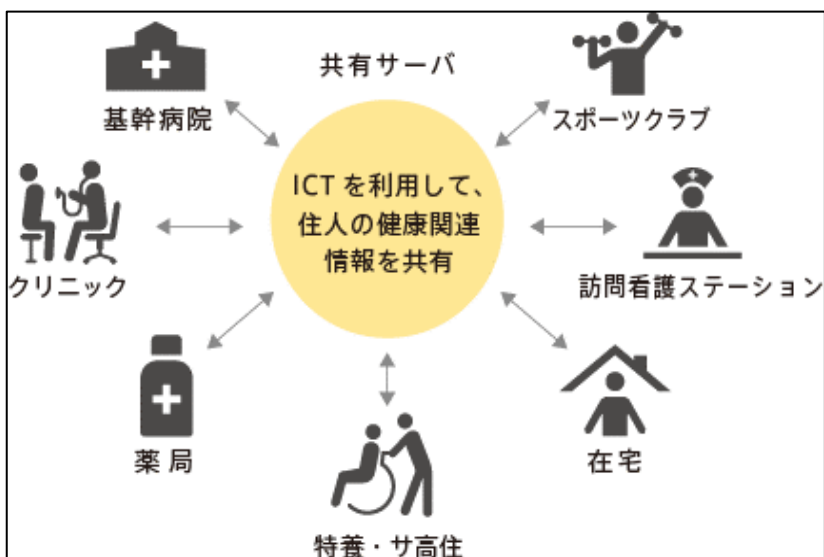 共有サーバ
基幹病院
スポーツクラブ
ICTを利用して、
住人の健康関連
情報を共有
クリニック
訪問看護ステーション
薬局
在宅
特養・サ高住